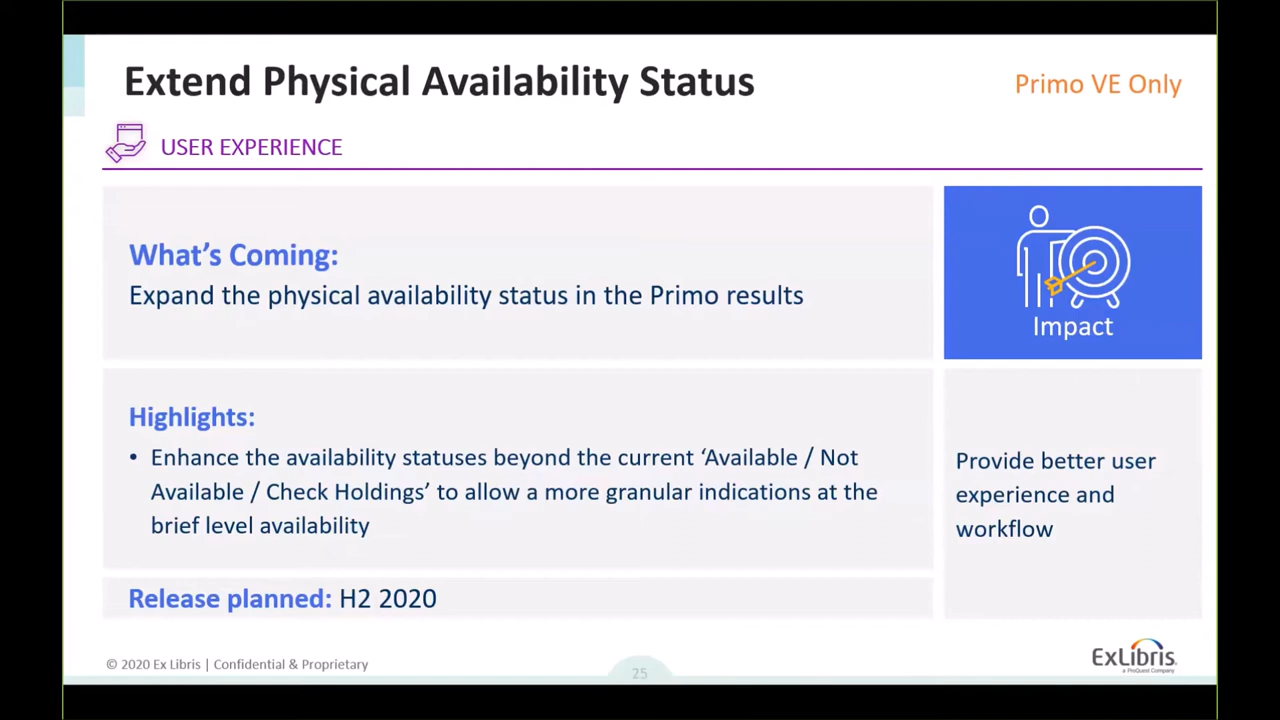 Extend Physical Availability Status
Primo VE Only
USER EXPERIENCE
What's Coming:
Expand the physical availability status in the Primo results
Impact
Highlights:
• Enhance the availability statuses beyond the current ‘Available / Not
Available / Check Holdings’ to allow a more granular indications at the
brief level availability
Provide better user
experience and
workflow
Release planned: H2 2020
© 2020 Ex Libris | Confidential & Proprietary
25
ExLibris
a ProQuest Company